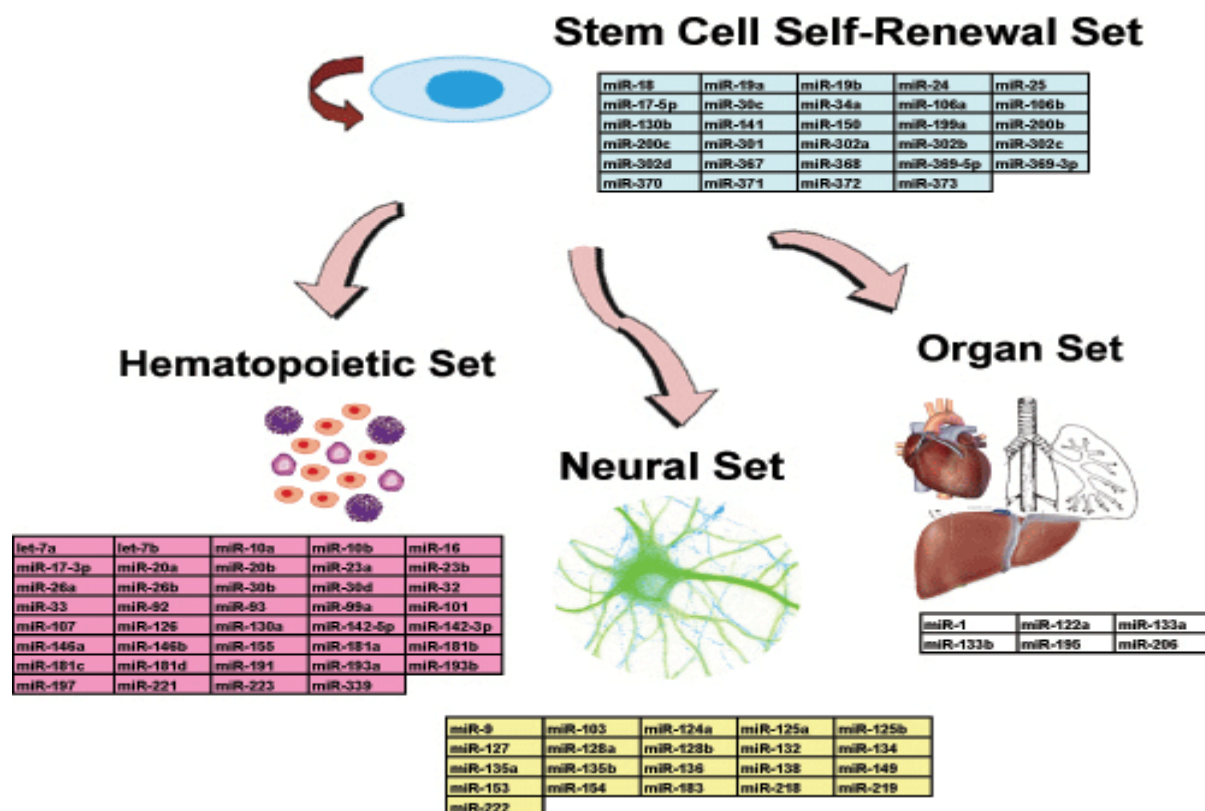 Stem Cell Self-Renewal Set
miR-18 miR-19a miR-19b miR-24 miR-25
miR-17-5p miR-30c miR-34a miR-106a miR-106b
miR-130b miR-141 miR-150 miR-199a miR-200b
miR-200c miR-301 miR-302a miR-302b miR-302c
miR-302d miR-367 miR-368 miR-369-5p miR-369-3p
miR-370 miR-371 miR-372 miR-373
Hematopoietic Set
let-7a let-7b miR-10a miR-10b miR-16
miR-17-3p miR-20a miR-20b miR-23a miR-23b
miR-26a miR-26b miR-30b miR-30d miR-32
miR-33 miR-92 miR-93 miR-99a miR-101
miR-107 miR-126 miR-130a miR-142-5p miR-142-3p
miR-146a miR-146b miR-155 miR-181a miR-181b
miR-181c miR-181d miR-191 miR-193a miR-193b
miR-197 miR-221 miR-223 miR-339
Neural Set
miR-9 miR-103 miR-124a miR-125a miR-125b
miR-127 miR-128a miR-128b miR-132 miR-134
miR-135a miR-135b miR-136 miR-138 miR-149
miR-153 miR-154 miR-183 miR-218 miR-219
miR-222
Organ Set
miR-1 miR-122a miR-133a
miR-133b miR-195 miR-206